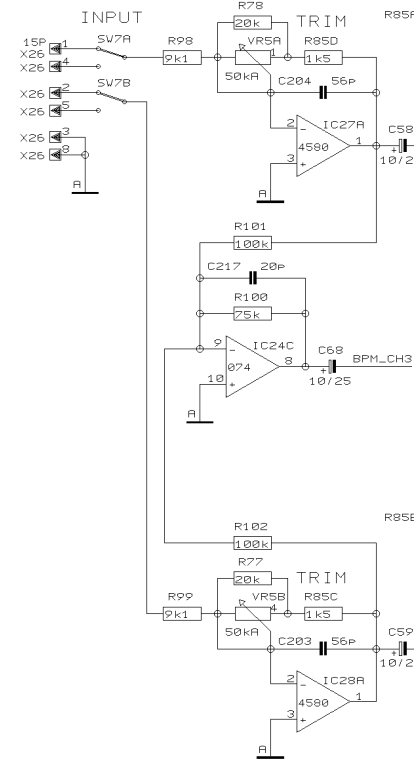 INPUT
R78
20k
TRIM
R85F
15P
1
SW7A
X26
R98
9k1
VR5A
1
R85D
1k5
X26
4
50kA
C204
56p
SW7B
X26
2
X26
5
X26
3
X26
8
A
2
-
IC27A
4580
1
3
+
A
C58
+
10/2
R101
100k
C217
20p
R100
75k
9
-
IC24C
074
8
10
+
A
C68
+
10/25
BPM_CH3
R85E
R102
100k
R77
20k
TRIM
R99
9k1
VR5B
4
R85C
1k5
50kA
C203
56p
C59
+
10/2
2
-
IC28A
4580
1
3
+
A